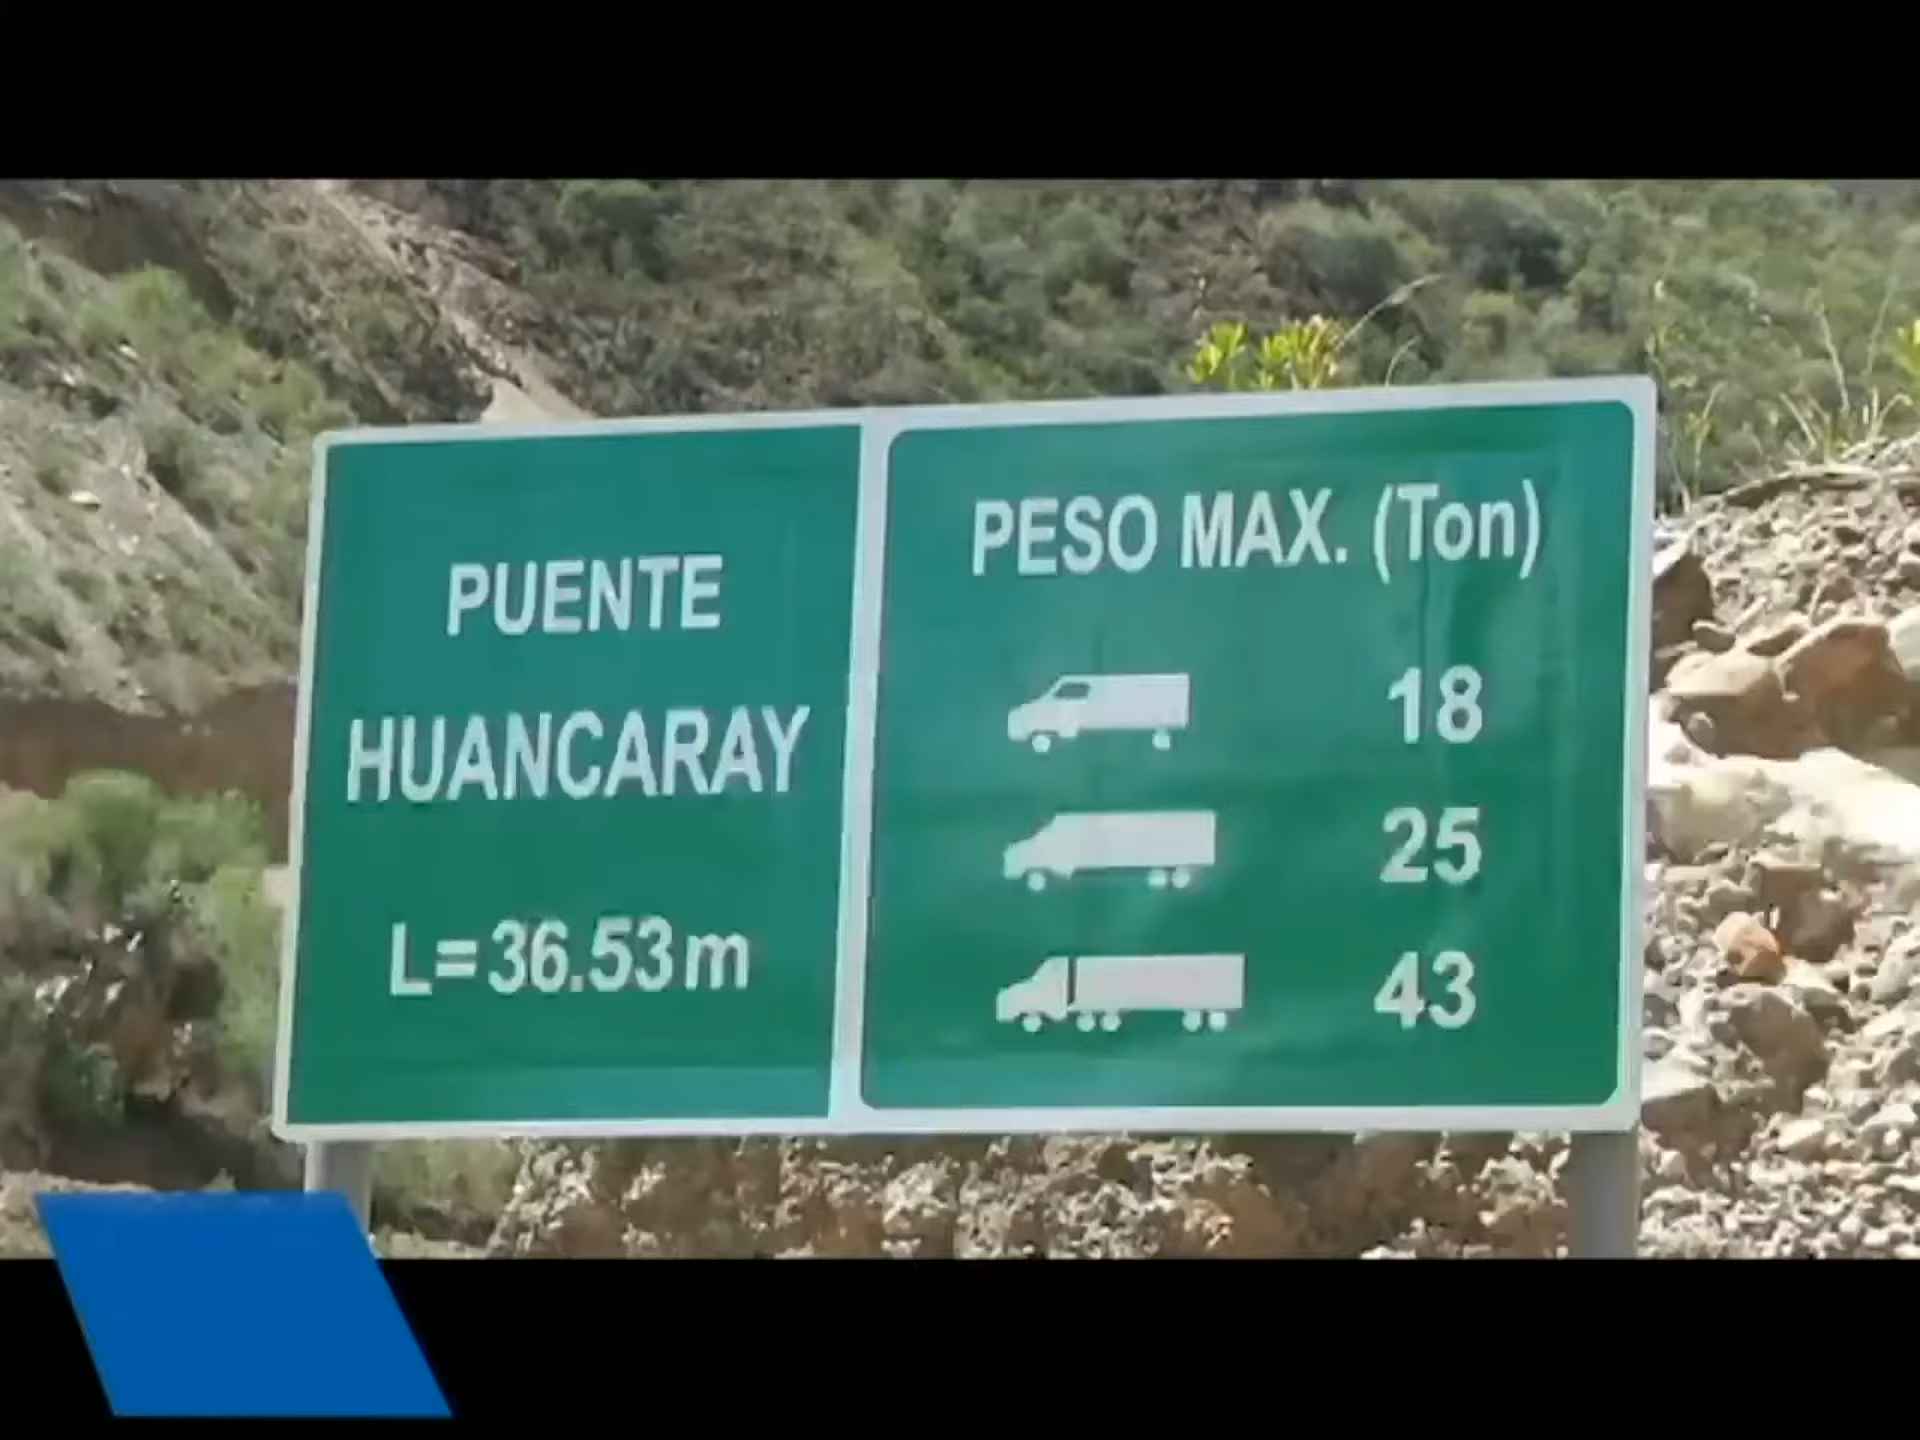 PUENTE
HUANCARAY
L=36.53m
PESO MAX. (Ton)
18
25
43